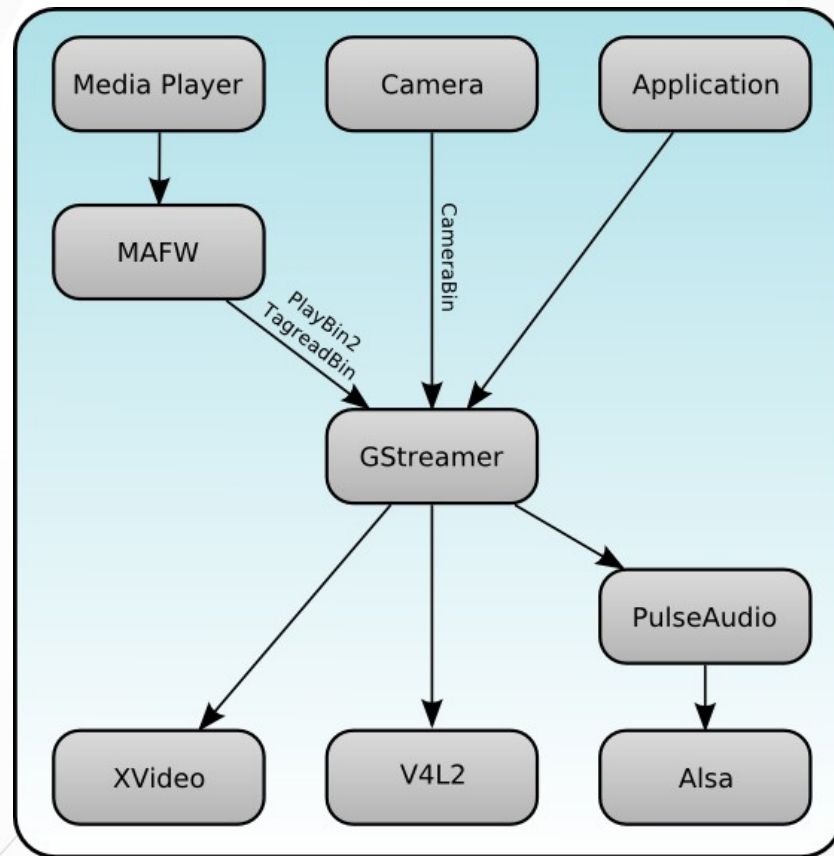 Media Player
Camera
Application
MAFW
CameraBin
PlayBin2
TagreadBin
GStreamer
PulseAudio
XVideo
V4L2
Alsa